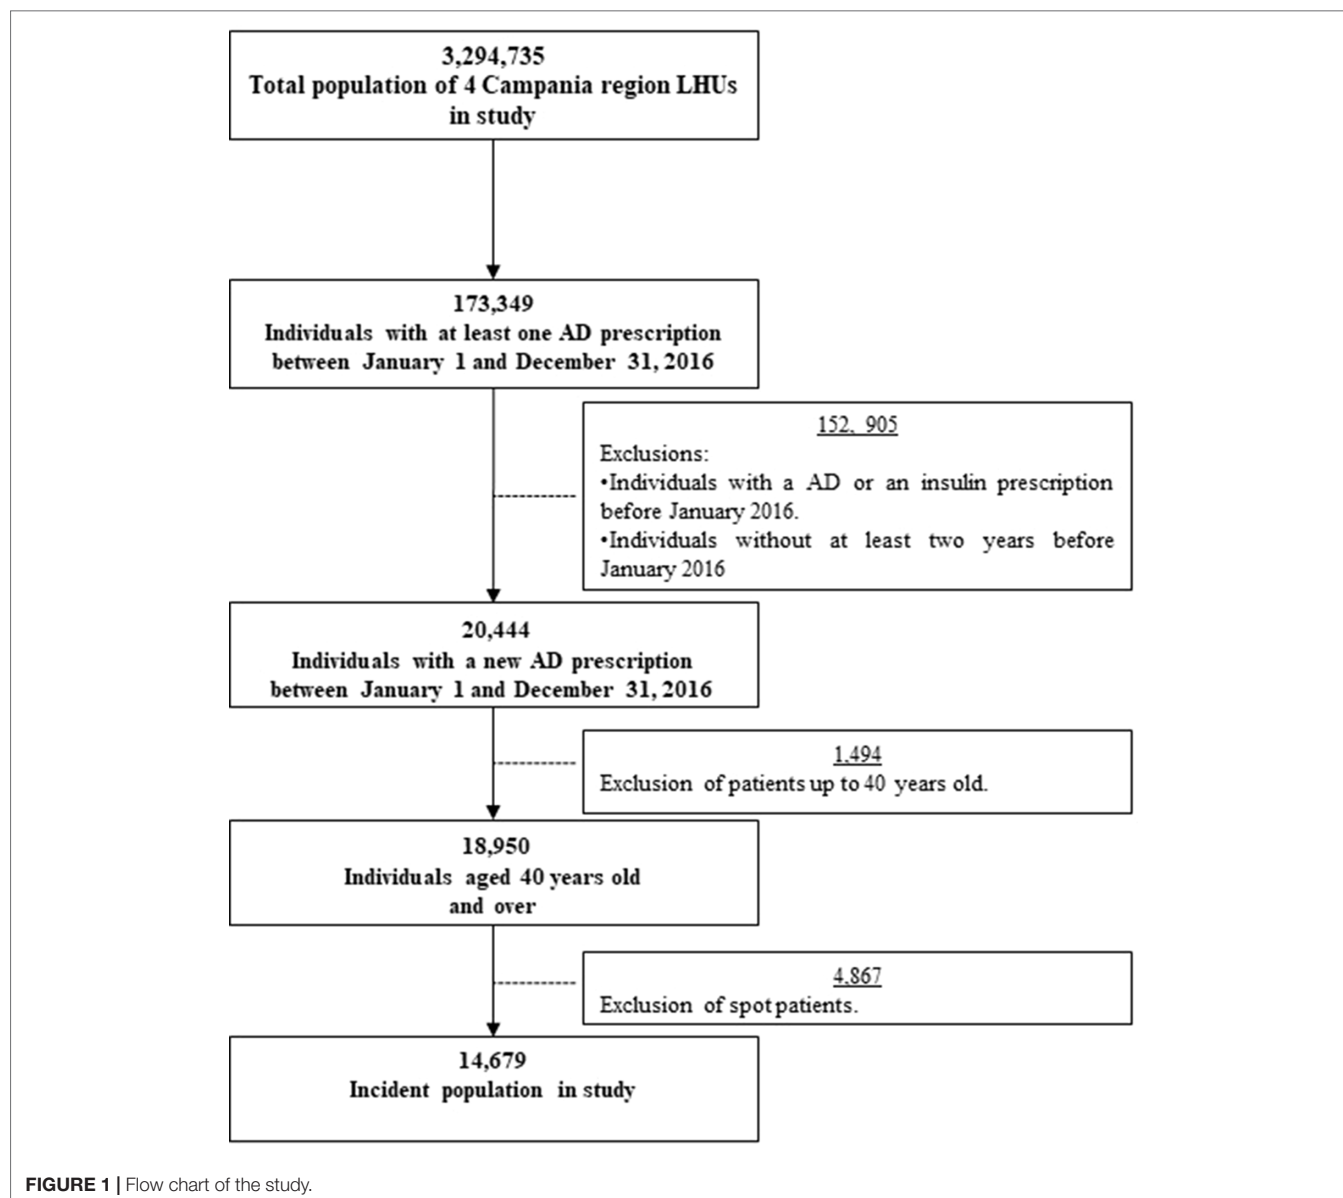 3,294,735
Total population of 4 Campania region LHUs
in study
173,349
Individuals with at least one AD prescription
between January 1 and December 31, 2016
152, 905
Exclusions:
•Individuals with a AD or an insulin prescription
before January 2016.
•Individuals without at least two years before
January 2016
20,444
Individuals with a new AD prescription
between January 1 and December 31, 2016
1,494
Exclusion of patients up to 40 years old.
18,950
Individuals aged 40 years old
and over
4,867
Exclusion of spot patients.
14,679
Incident population in study
FIGURE 1 | Flow chart of the study.